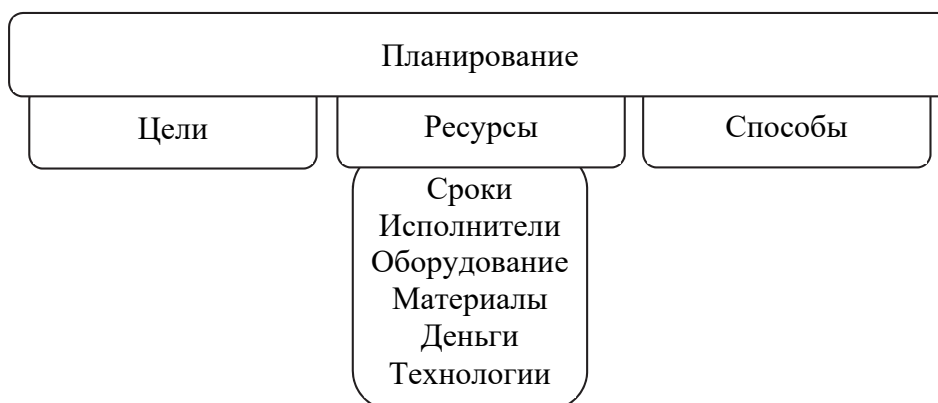 Планирование
Цели
Ресурсы
Способы
Сроки
Исполнители
Оборудование
Материалы
Деньги
Технологии